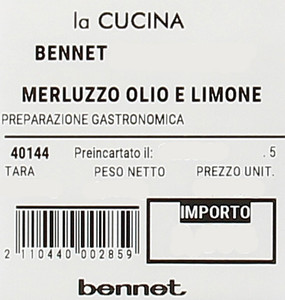 la CUCINA
BENNET
MERLUZZO OLIO E LIMONE
PREPARAZIONE GASTRONOMICA
40144 Preincartato il: .5
TARA PESO NETTO PREZZO UNIT.
IMPORTO
2 110440 002859
bennet